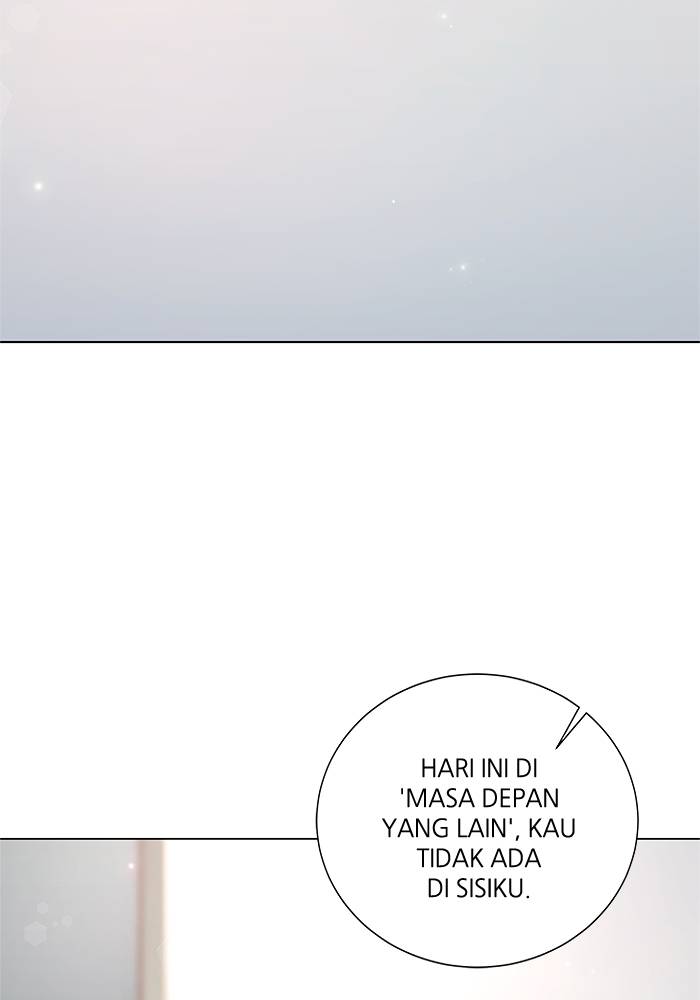 HARI INI DI
'MASA DEPAN
YANG LAIN', KAU
TIDAK ADA
DI SISIKU.